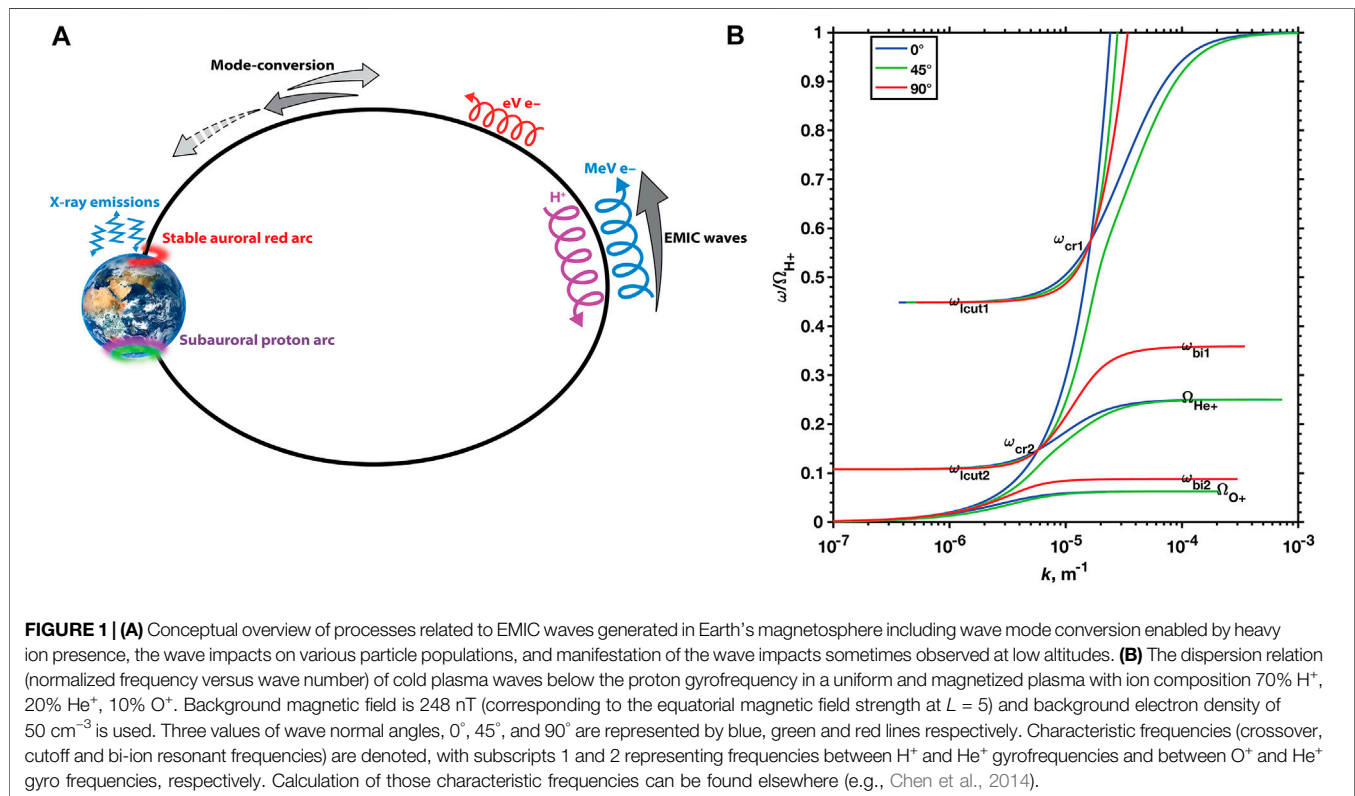 A
Mode-conversion
eV e−
MeV e−
H+
EMIC waves
X-ray emissions
Stable auroral red arc
Subauroral proton arc
B
0°
45°
90°
1
0.9
0.8
0.7
0.6
0.5
0.4
0.3
0.2
0.1
0
ω/ΩH+
ωcr1
ωlcut1
ωbi1
ΩHe+
ωcr2
ωlcut2
ωbi2
ΩO+
10-7
10-6
10-5
10-4
10-3
k, m-1
FIGURE 1 | (A) Conceptual overview of processes related to EMIC waves generated in Earth's magnetosphere including wave mode conversion enabled by heavy
ion presence, the wave impacts on various particle populations, and manifestation of the wave impacts sometimes observed at low altitudes. (B) The dispersion relation
(normalized frequency versus wave number) of cold plasma waves below the proton gyrofrequency in a uniform and magnetized plasma with ion composition 70% H+,
20% He+, 10% O+. Background magnetic field is 248 nT (corresponding to the equatorial magnetic field strength at L = 5) and background electron density of
50 cm−3 is used. Three values of wave normal angles, 0°, 45°, and 90° are represented by blue, green and red lines respectively. Characteristic frequencies (crossover,
cutoff and bi-ion resonant frequencies) are denoted, with subscripts 1 and 2 representing frequencies between H+ and He+ gyrofrequencies and between O+ and He+
gyro frequencies, respectively. Calculation of those characteristic frequencies can be found elsewhere (e.g., Chen et al., 2014).